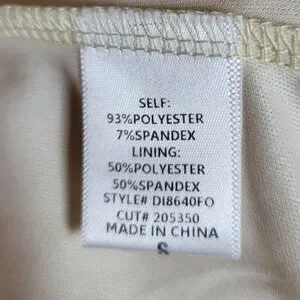 SELF:
93%POLYESTER
7%SPANDEX
LINING:
50%POLYESTER
50%SPANDEX
STYLE# DI8640FO
CUT# 205350
MADE IN CHINA
S